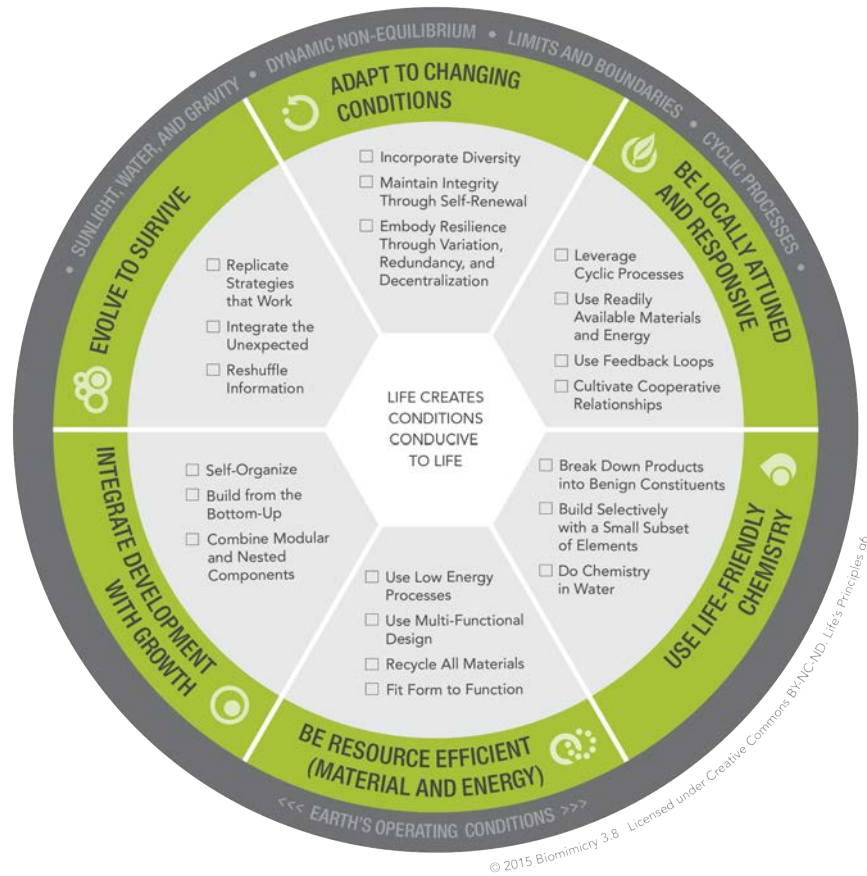 • SUNLIGHT, WATER, AND GRAVITY • DYNAMIC NON-EQUILIBRIUM • LIMITS AND BOUNDARIES • CYCLIC PROCESSES •
ADAPT TO CHANGING
CONDITIONS
☐ Incorporate Diversity
☐ Maintain Integrity
Through Self-Renewal
☐ Embody Resilience
Through Variation,
Redundancy, and
Decentralization
BE LOCALLY ATTUNED
AND RESPONSIVE
☐ Leverage
Cyclic Processes
☐ Use Readily
Available Materials
and Energy
☐ Use Feedback Loops
☐ Cultivate Cooperative
Relationships
USE LIFE-FRIENDLY
CHEMISTRY
☐ Break Down Products
into Benign Constituents
☐ Build Selectively
with a Small Subset
of Elements
☐ Do Chemistry
in Water
BE RESOURCE EFFICIENT
(MATERIAL AND ENERGY)
☐ Use Low Energy
Processes
☐ Use Multi-Functional
Design
☐ Recycle All Materials
☐ Fit Form to Function
INTEGRATE DEVELOPMENT
WITH GROWTH
☐ Self-Organize
☐ Build from the
Bottom-Up
☐ Combine Modular
and Nested
Components
EVOLVE TO SURVIVE
☐ Replicate
Strategies
that Work
☐ Integrate the
Unexpected
☐ Reshuffle
Information
LIFE CREATES
CONDITIONS
CONDUCIVE
TO LIFE
<<< EARTH'S OPERATING CONDITIONS >>>
© 2015 Biomimicry 3.8 Licensed under Creative Commons BY-NC-ND. Life's Principles